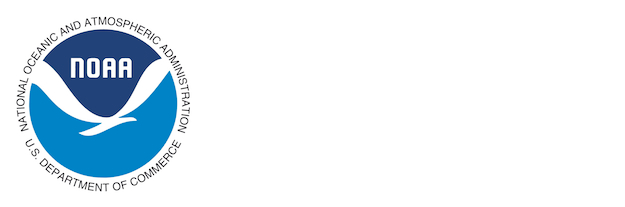 NATIONAL OCEANIC AND ATMOSPHERIC ADMINISTRATION
NOAA
U.S. DEPARTMENT OF COMMERCE